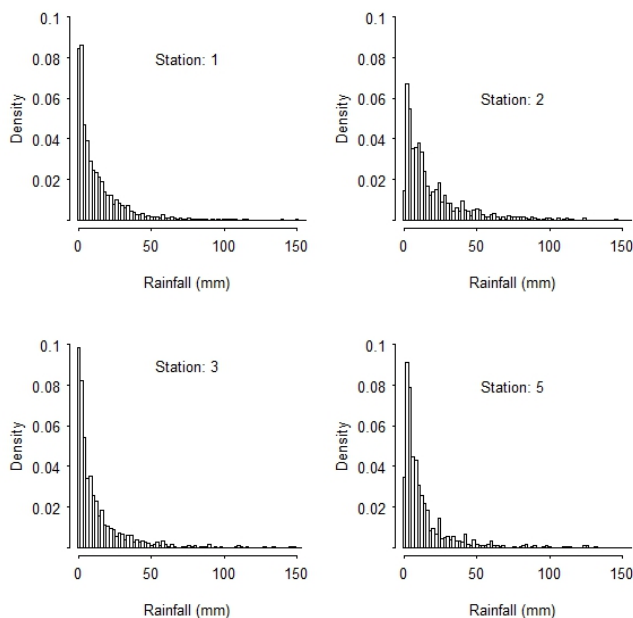 0.1
0.08
0.06
0.04
0.02
Density
Station: 1
0 50 100 150
Rainfall (mm)
0.1
0.08
0.06
0.04
0.02
Density
Station: 2
0 50 100 150
Rainfall (mm)
0.1
0.08
0.06
0.04
0.02
Density
Station: 3
0 50 100 150
Rainfall (mm)
0.1
0.08
0.06
0.04
0.02
Density
Station: 5
0 50 100 150
Rainfall (mm)